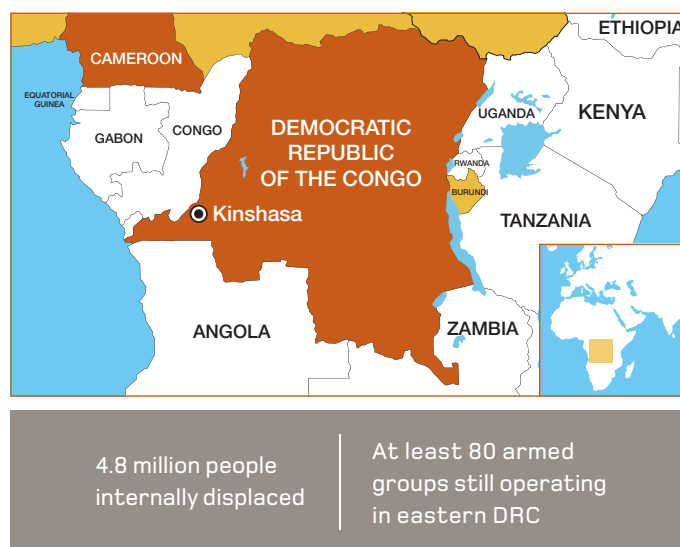 ETHIOPIA
CAMEROON
EQUATORIAL
GUINEA
GABON
CONGO
DEMOCRATIC
REPUBLIC
OF THE CONGO
UGANDA
KENYA
RWANDA
BURUNDI
Kinshasa
TANZANIA
ANGOLA
ZAMBIA
4.8 million people
internally displaced
At least 80 armed
groups still operating
in eastern DRC